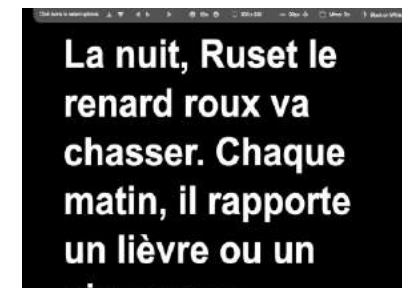 La nuit, Ruset le
renard roux va
chasser. Chaque
matin, il rapporte
un lièvre ou un